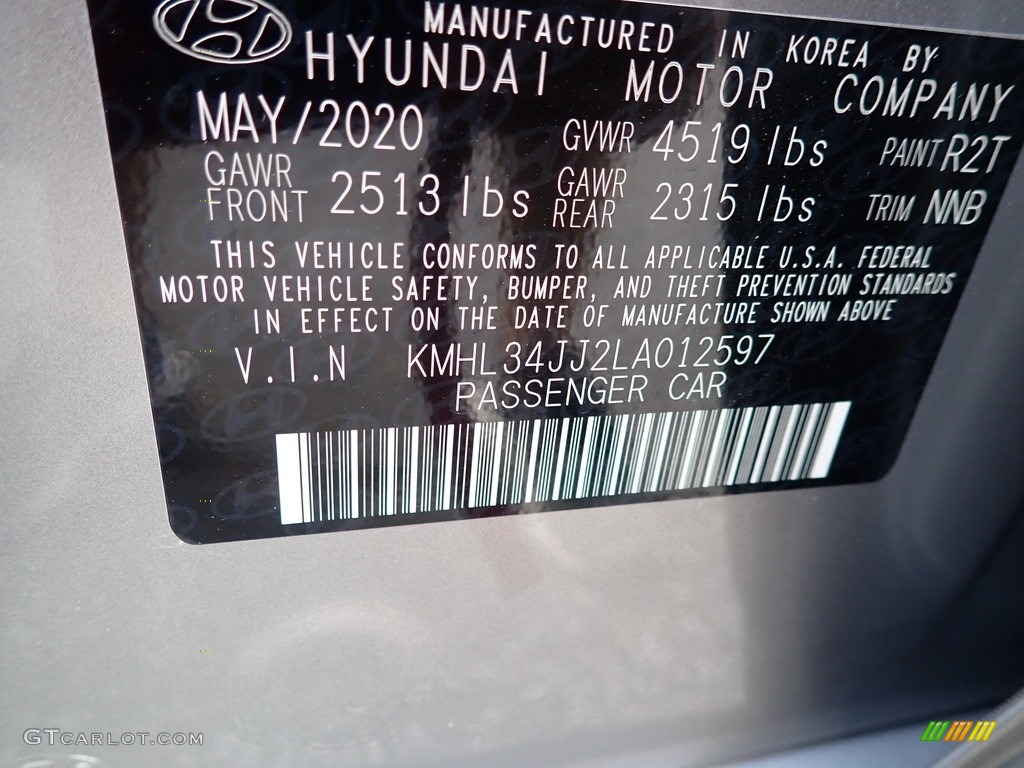 MANUFACTURED IN KOREA BY
HYUNDAI MOTOR COMPANY
MAY/2020 GVWR 4519 lbs PAINT R2T
GAWR FRONT 2513 lbs GAWR REAR 2315 lbs TRIM NNB
THIS VEHICLE CONFORMS TO ALL APPLICABLE U.S.A. FEDERAL
MOTOR VEHICLE SAFETY, BUMPER, AND THEFT PREVENTION STANDARDS
IN EFFECT ON THE DATE OF MANUFACTURE SHOWN ABOVE
V.I.N KMHL34JJ2LA012597
PASSENGER CAR
GTCARLOT.COM